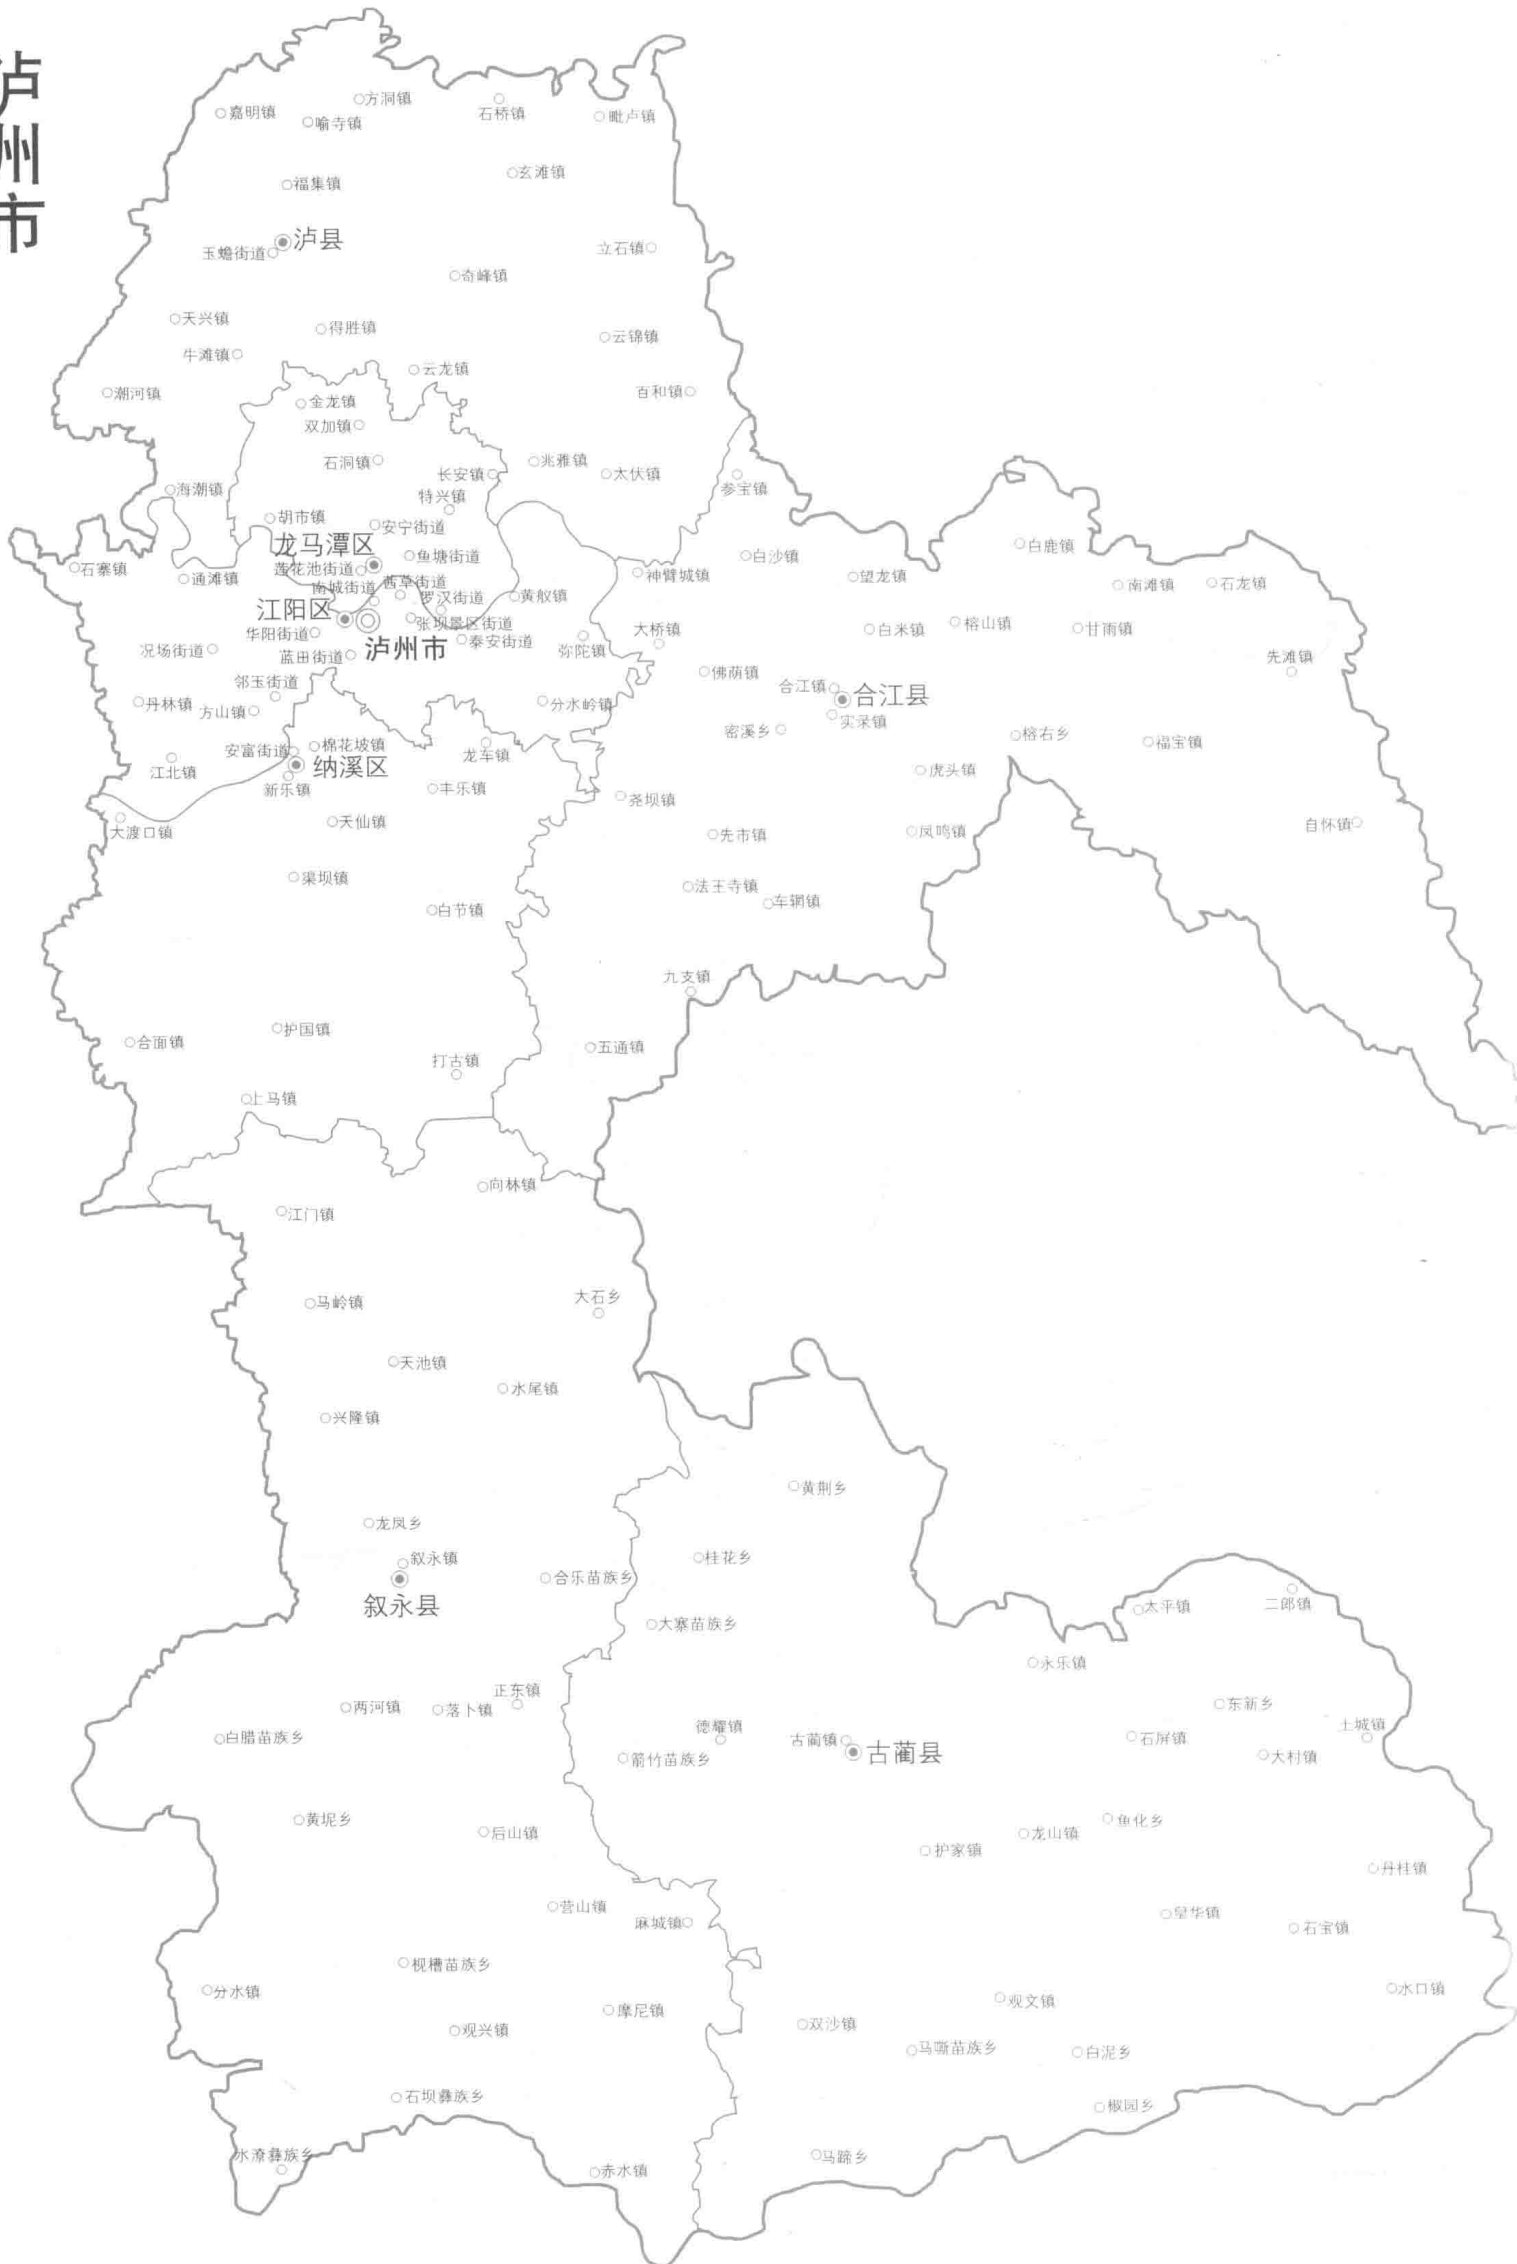 泸州市
方洞镇
嘉明镇
喻寺镇
石桥镇
毗卢镇
玄滩镇
福集镇
泸县
玉蟾街道
立石镇
奇峰镇
天兴镇
得胜镇
云锦镇
牛滩镇
云龙镇
潮河镇
百和镇
金龙镇
双加镇
石洞镇
长安镇
兆雅镇
太伏镇
参宝镇
海潮镇
特兴镇
胡市镇
安宁街道
龙马潭区
鱼塘街道
白沙镇
白鹿镇
石寨镇
通滩镇
莲花池街道
神臂城镇
望龙镇
南滩镇
石龙镇
南城街道
茜草街道
罗汉街道
黄舣镇
江阳区
张坝景区街道
华阳街道
泸州市
泰安街道
弥陀镇
大桥镇
白米镇
榕山镇
甘雨镇
况场街道
蓝田街道
先滩镇
佛荫镇
邻玉街道
合江镇
合江县
丹林镇
方山镇
分水岭镇
实录镇
密溪乡
榕右乡
福宝镇
安富街道
棉花坡镇
龙车镇
江北镇
纳溪区
虎头镇
新乐镇
丰乐镇
尧坝镇
大渡口镇
天仙镇
先市镇
凤鸣镇
自怀镇
渠坝镇
法王寺镇
车辋镇
白节镇
九支镇
合面镇
护国镇
五通镇
打古镇
上马镇
向林镇
江门镇
马岭镇
大石乡
天池镇
水尾镇
兴隆镇
黄荆乡
龙凤乡
叙永镇
桂花乡
合乐苗族乡
叙永县
太平镇
二郎镇
大寨苗族乡
永乐镇
正东镇
两河镇
落卜镇
东新乡
白腊苗族乡
德耀镇
古蔺镇
古蔺县
石屏镇
土城镇
箭竹苗族乡
大村镇
黄坭乡
后山镇
鱼化乡
龙山镇
护家镇
丹桂镇
营山镇
麻城镇
皇华镇
石宝镇
枧槽苗族乡
分水镇
水口镇
观文镇
摩尼镇
双沙镇
观兴镇
马嘶苗族乡
白泥乡
石坝彝族乡
椒园乡
水潦彝族乡
赤水镇
马蹄乡